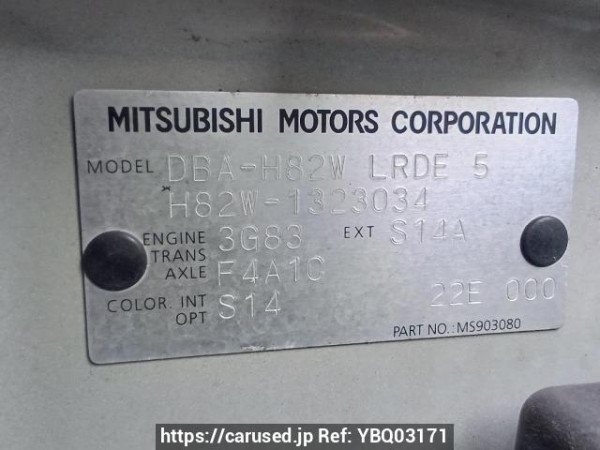 MITSUBISHI MOTORS CORPORATION
MODEL DBA-H82W LRDE 5
H82W-1323034
ENGINE 3G83 EXT S14A
TRANS
AXLE F4A1C
COLOR. INT S14 22E 000
OPT
PART NO.: MS903080
https://carused.jp Ref: YBQ03171